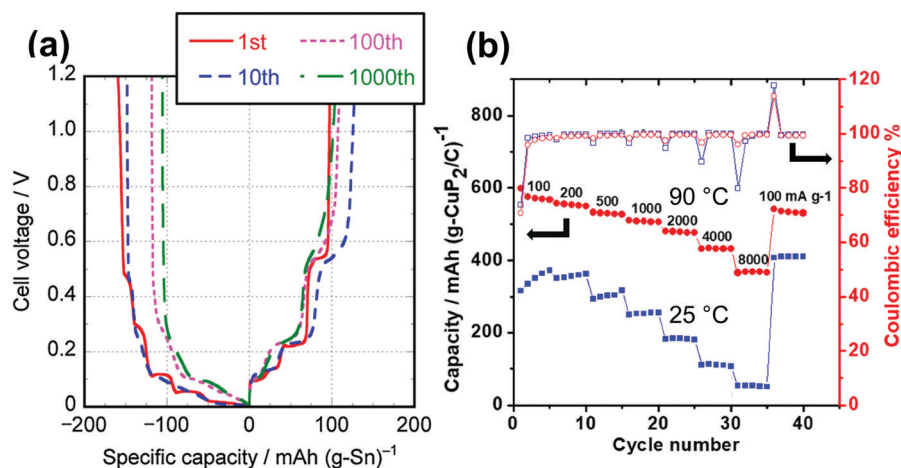 (a)
1st
100th
10th
1000th
1.2
1.0
0.8
0.6
0.4
0.2
0
Cell voltage / V
−200
−100
0
100
200
Specific capacity / mAh (g-Sn)⁻¹
(b)
800
600
400
200
0
Capacity / mAh (g-CuP₂/C)⁻¹
120
100
80
60
40
20
0
Coulombic efficiency %
90 °C
100
200
500
1000
2000
4000
8000
100 mA g-1
25 °C
0
10
20
30
40
Cycle number